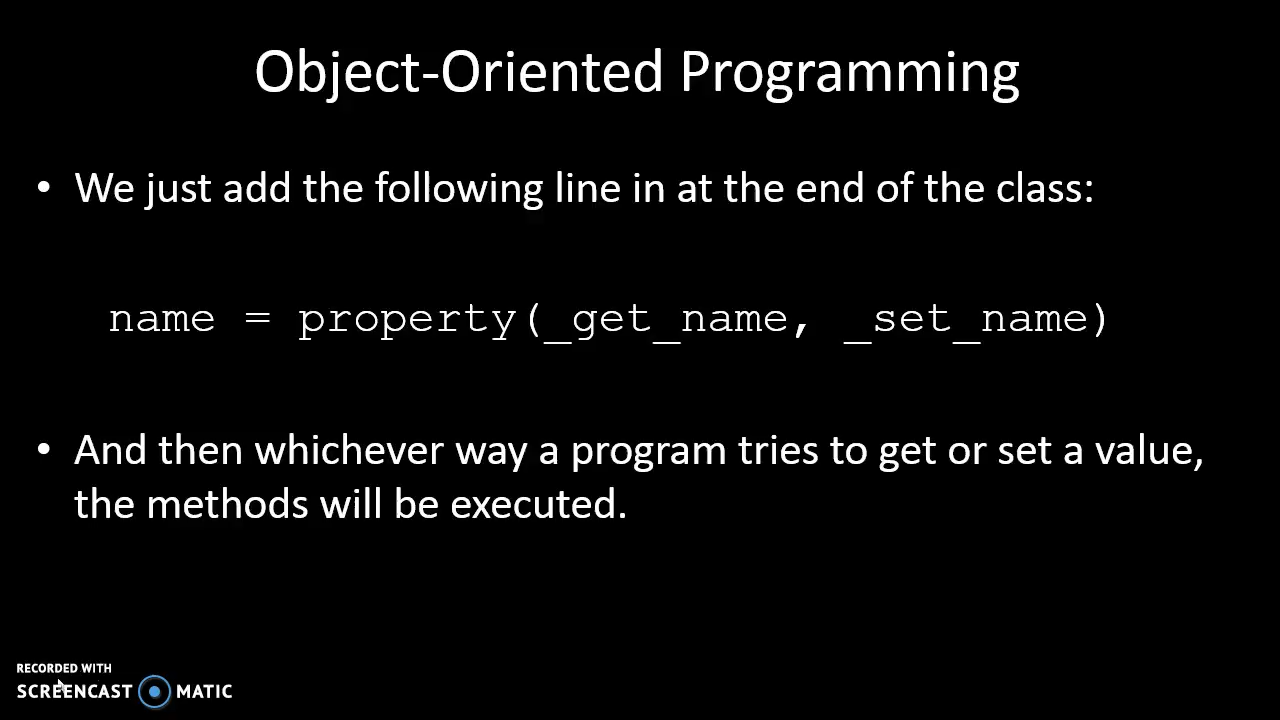 Object-Oriented Programming
• We just add the following line in at the end of the class:
name = property(_get_name, _set_name)
• And then whichever way a program tries to get or set a value,
the methods will be executed.
RECORDED WITH
SCREENCAST MATIC